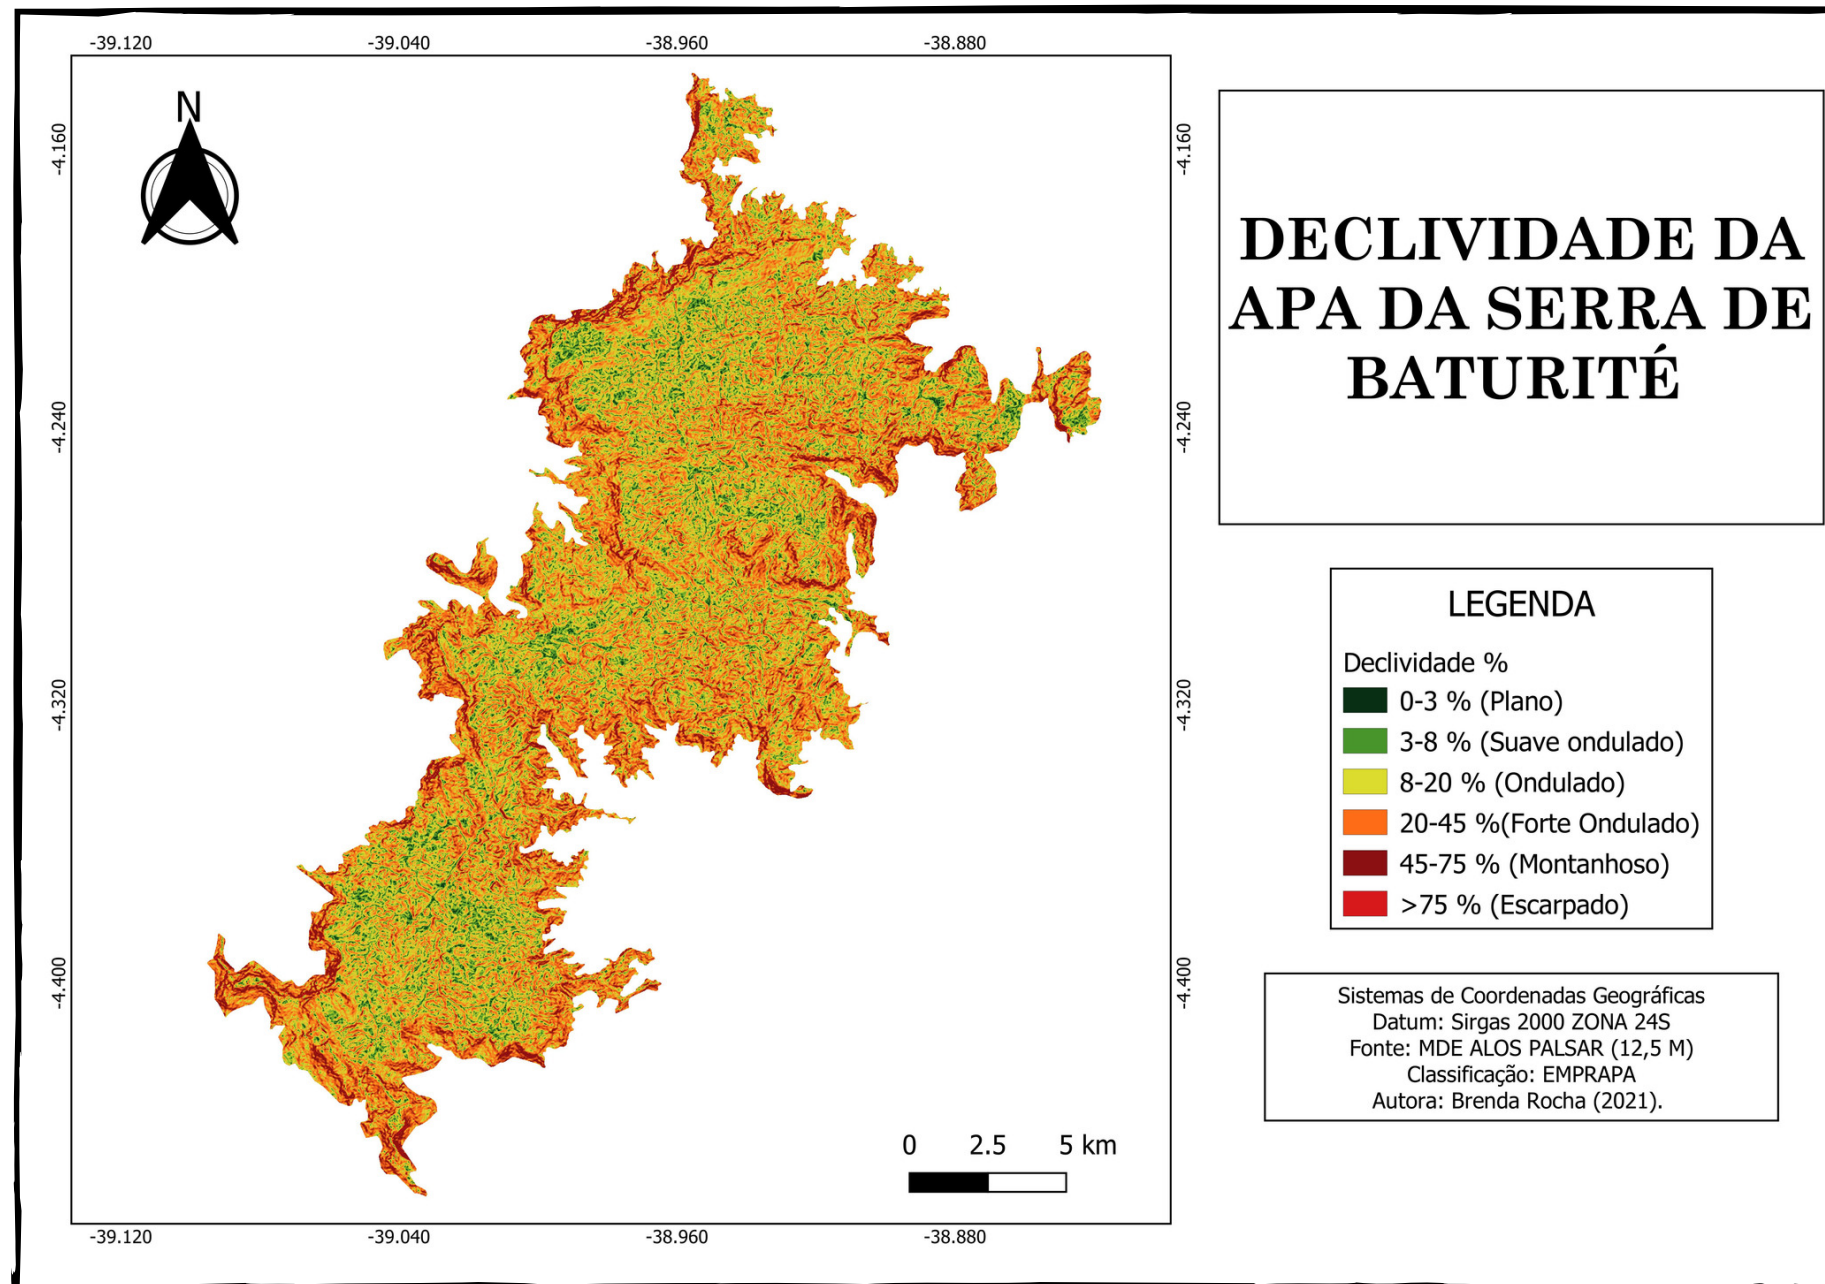 -39.120
-39.040
-38.960
-38.880
N
-4.160
-4.160
-4.240
-4.240
-4.320
-4.320
-4.400
-4.400
0 2.5 5 km
-39.120
-39.040
-38.960
-38.880
DECLIVIDADE DA
APA DA SERRA DE
BATURITÉ
LEGENDA
Declividade %
0-3 % (Plano)
3-8 % (Suave ondulado)
8-20 % (Ondulado)
20-45 %(Forte Ondulado)
45-75 % (Montanhoso)
>75 % (Escarpado)
Sistemas de Coordenadas Geográficas
Datum: Sirgas 2000 ZONA 24S
Fonte: MDE ALOS PALSAR (12,5 M)
Classificação: EMPRAPA
Autora: Brenda Rocha (2021).